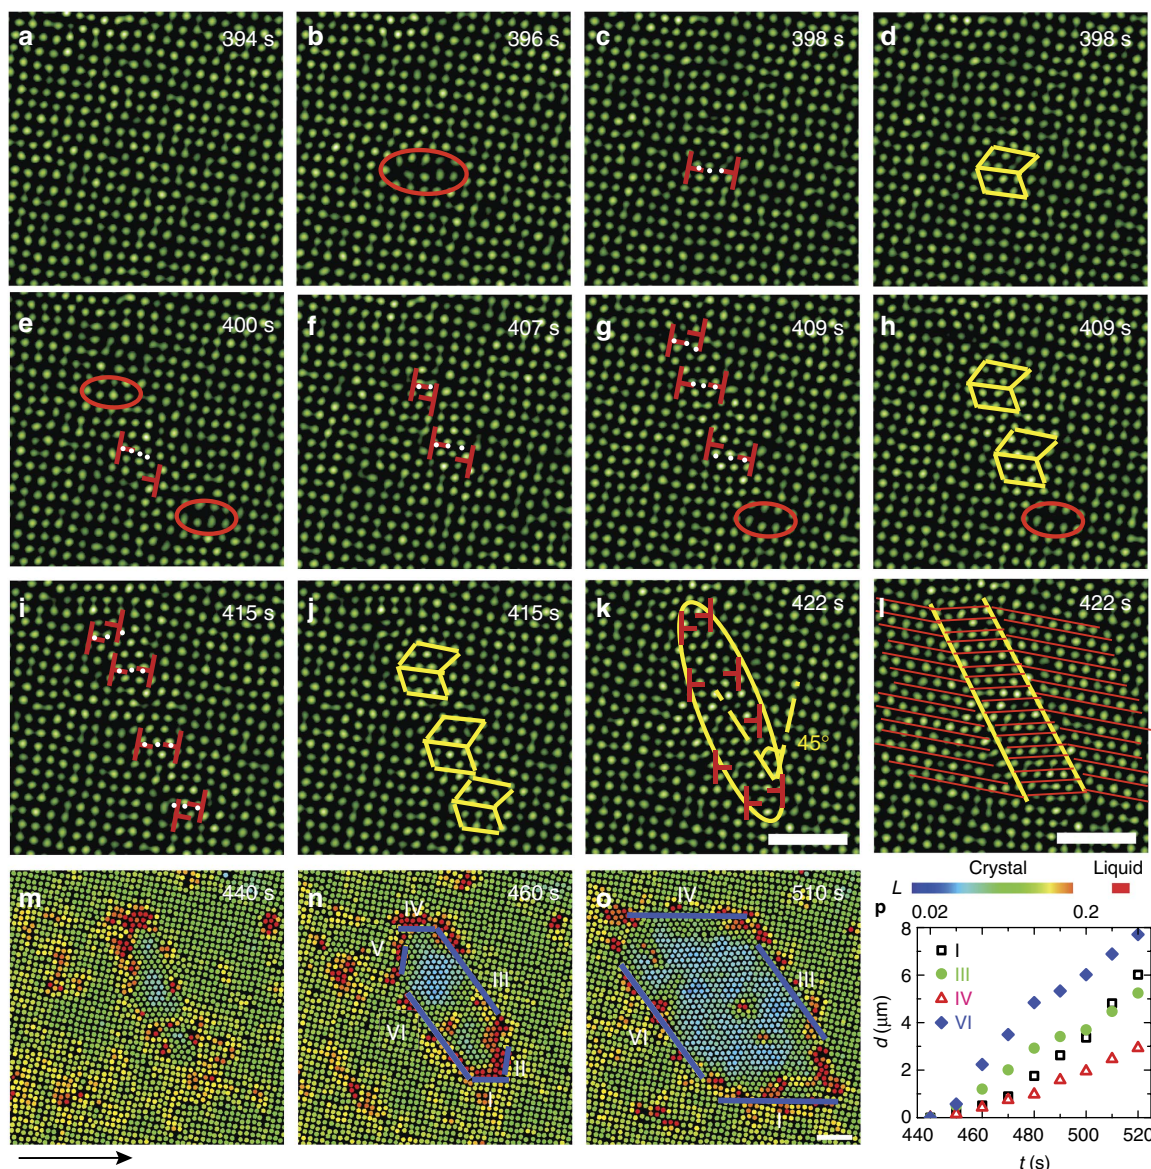 a 394 s
b 396 s
c 398 s
d 398 s
e 400 s
f 407 s
g 409 s
h 409 s
i 415 s
j 415 s
k 422 s
45°
l 422 s
m 440 s
n 460 s
IV
V
III
VI
II
I
o 510 s
IV
III
VI
I
Crystal Liquid
L
0.02 0.2
p
8
6
4
2
0
d (μm)
I
III
IV
VI
440 460 480 500 520
t (s)